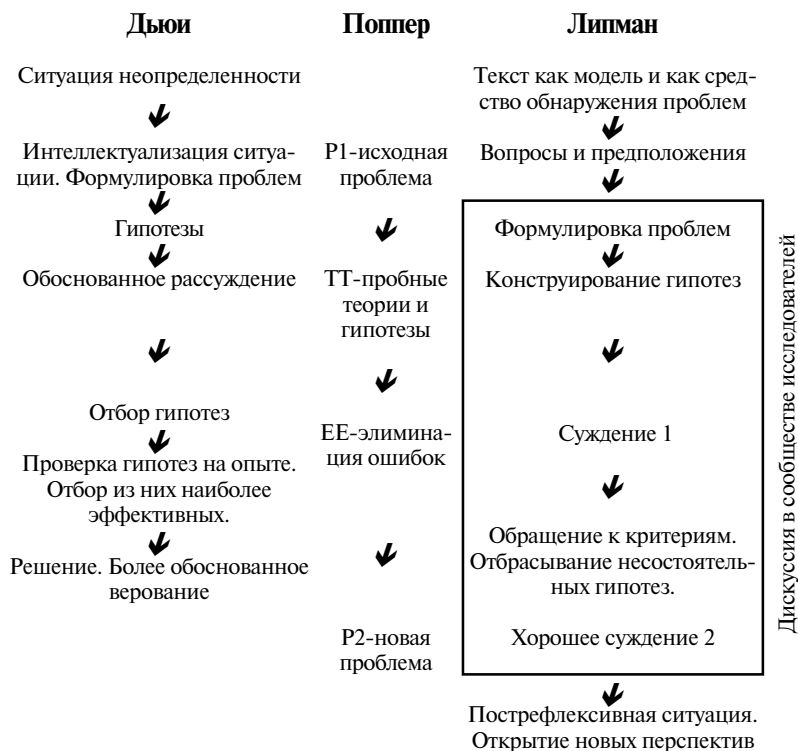 Дьюи
Ситуация неопределенности
Интеллектуализация ситуа-
ции. Формулировка проблем
Гипотезы
Обоснованное рассуждение
Отбор гипотез
Проверка гипотез на опыте.
Отбор из них наиболее
эффективных.
Решение. Более обоснованное
верование
Поппер
P1-исходная
проблема
ТТ-пробные
теории и
гипотезы
ЕЕ-элимина-
ция ошибок
P2-новая
проблема
Липман
Текст как модель и как сред-
ство обнаружения проблем
Вопросы и предположения
Формулировка проблем
Конструирование гипотез
Суждение 1
Обращение к критериям.
Отбрасывание несостоятель-
ных гипотез.
Хорошее суждение 2
Пострефлексивная ситуация.
Открытие новых перспектив
Дискуссия в сообществе исследователей